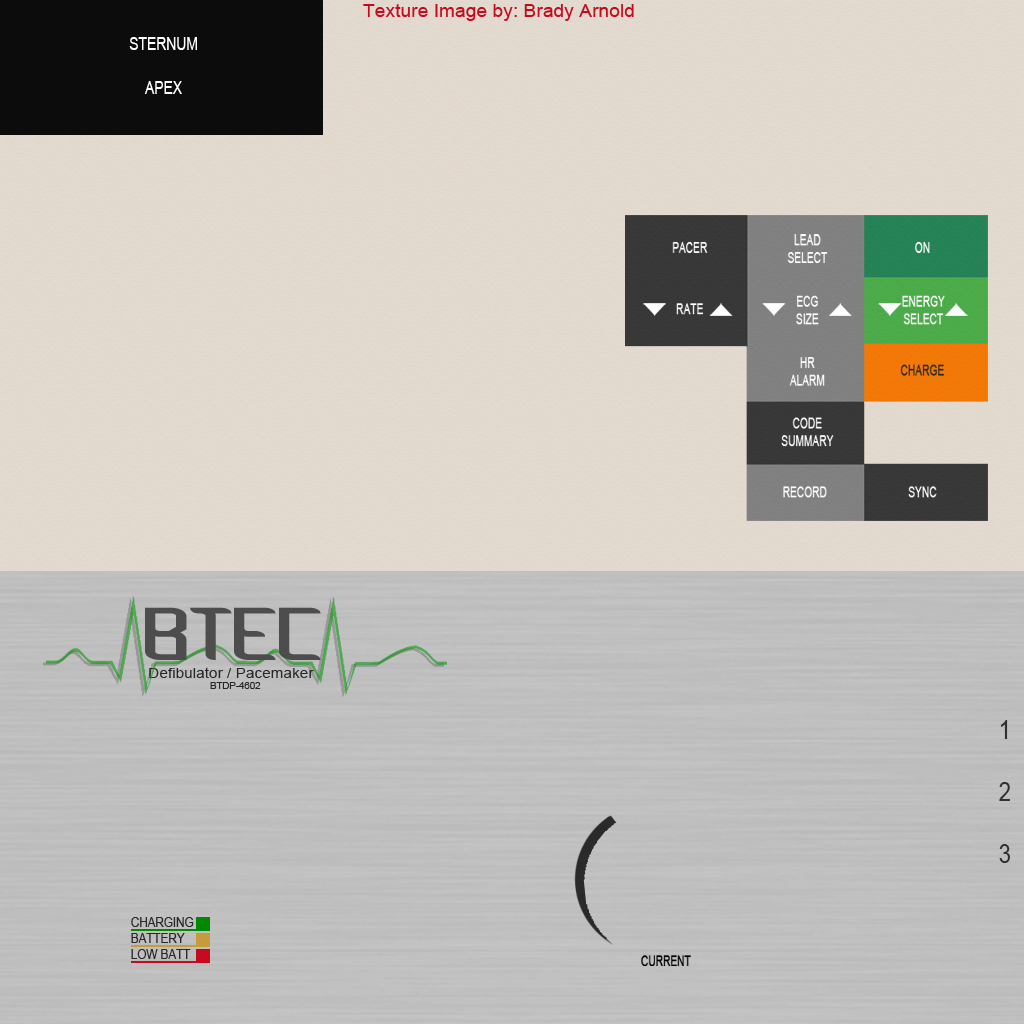 Texture Image by: Brady Arnold
STERNUM
APEX
PACER
LEAD
SELECT
ON
RATE
ECG
SIZE
ENERGY
SELECT
HR
ALARM
CHARGE
CODE
SUMMARY
RECORD
SYNC
BTEC
Defibulator / Pacemaker
BTDP-4602
1
2
3
CHARGING
BATTERY
LOW BATT
CURRENT